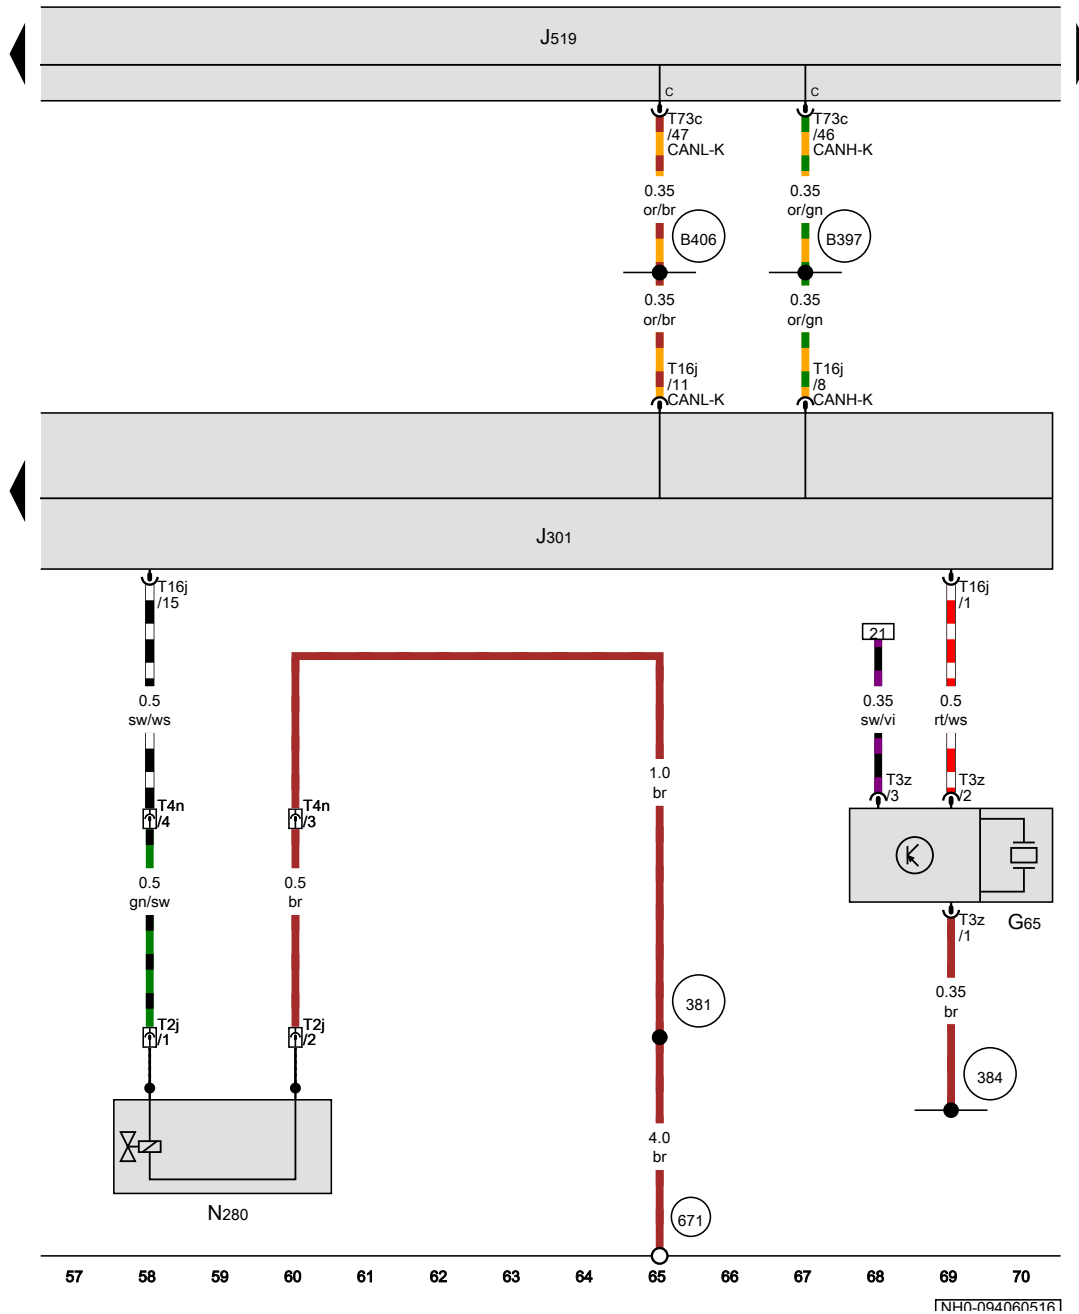 J519
c
c
T73c
/47
CANL-K
T73c
/46
CANH-K
0.35
or/br
0.35
or/gn
B406
B397
0.35
or/br
0.35
or/gn
T16j
/11
CANL-K
T16j
/8
CANH-K
J301
T16j
/15
T16j
/1
21
0.5
sw/ws
0.35
sw/vi
0.5
rt/ws
1.0
br
T3z
/3
T3z
/2
T4n
/4
T4n
/3
0.5
gn/sw
0.5
br
T3z
/1
G65
0.35
br
381
T2j
/1
T2j
/2
384
4.0
br
N280
671
57 58 59 60 61 62 63 64 65 66 67 68 69 70
NH0-094060516